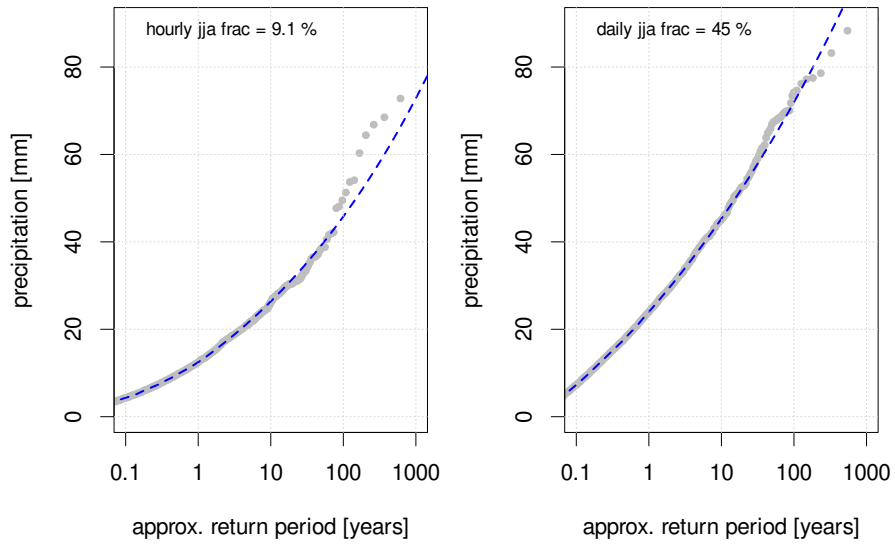 hourly jja frac = 9.1 %
precipitation [mm]
80
60
40
20
0
0.1 1 10 100 1000
approx. return period [years]
daily jja frac = 45 %
precipitation [mm]
80
60
40
20
0
0.1 1 10 100 1000
approx. return period [years]